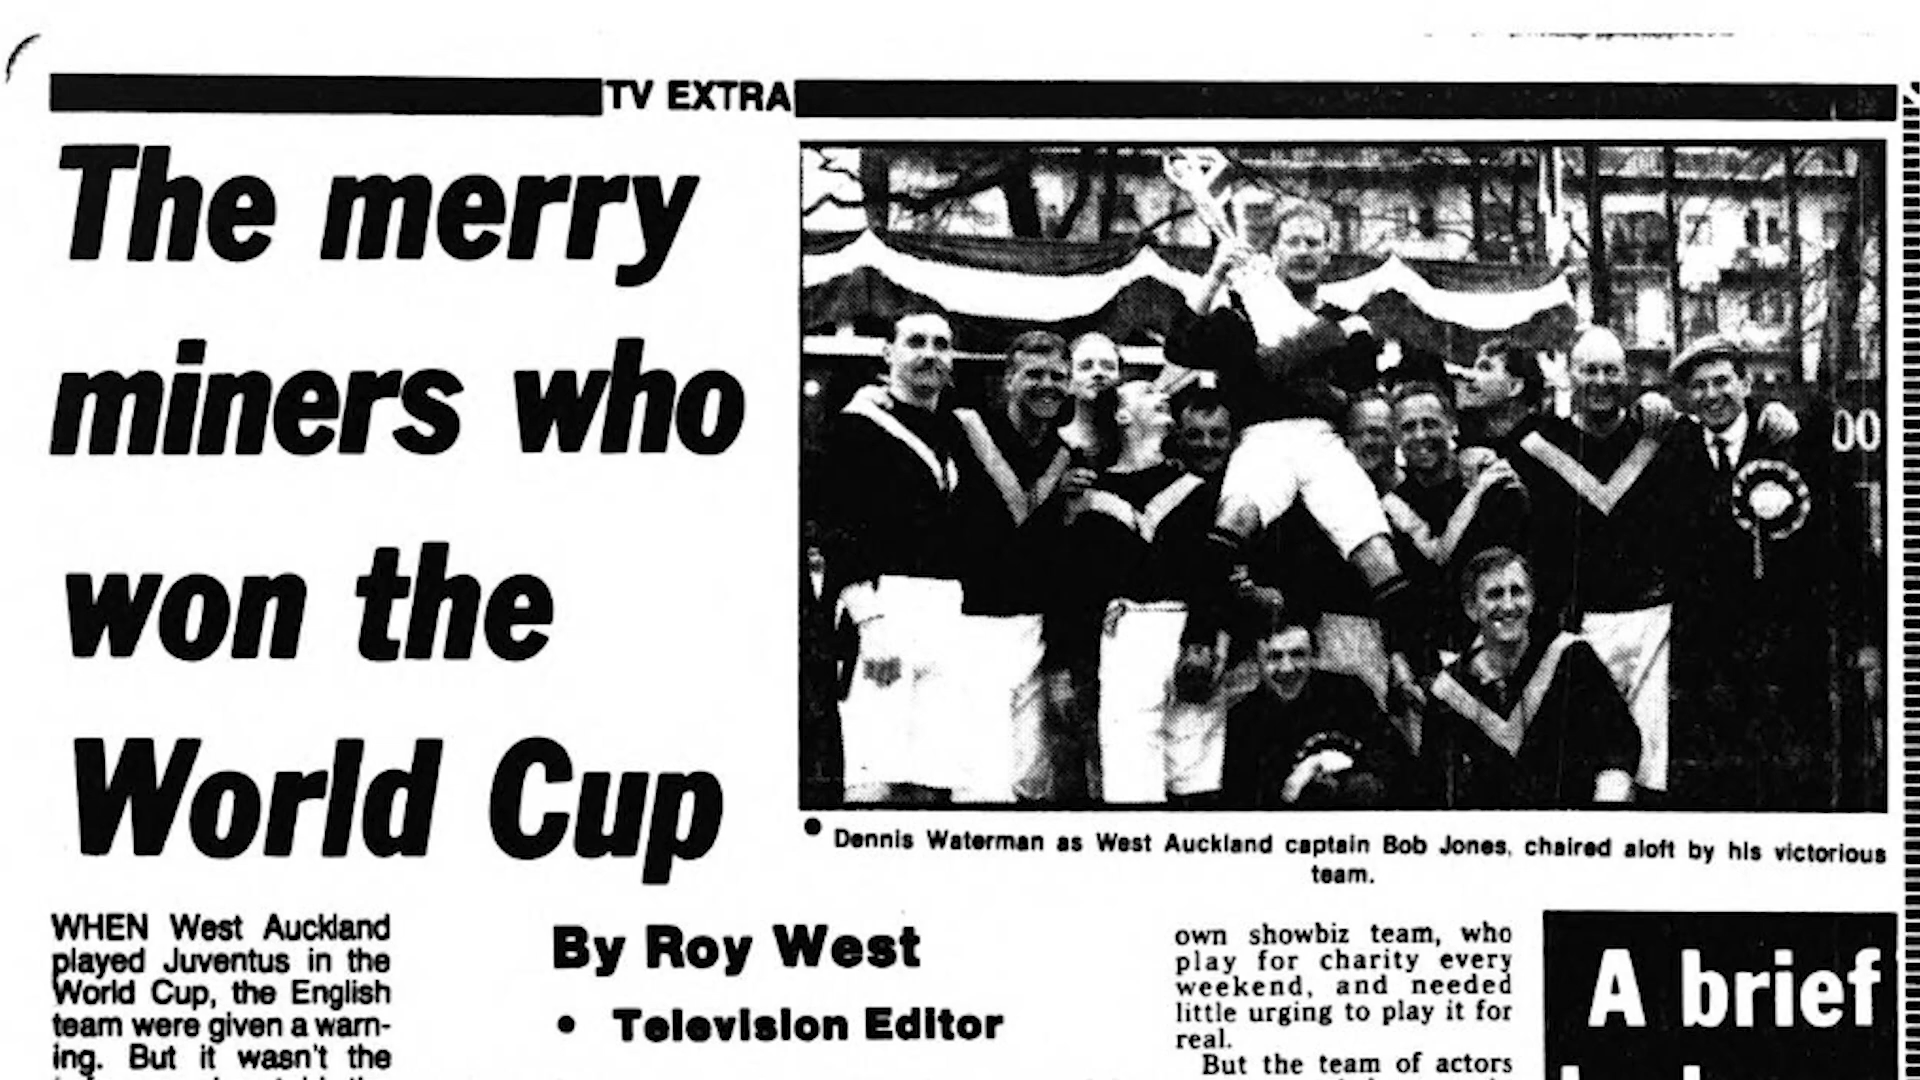 TV EXTRA
The merry
miners who
won the
World Cup
00
• Dennis Waterman as West Auckland captain Bob Jones, chaired aloft by his victorious
team.
WHEN West Auckland
played Juventus in the
World Cup, the English
team were given a warn-
ing. But it wasn't the
By Roy West
• Television Editor
own showbiz team, who
play for charity every
weekend, and needed
little urging to play it for
real.
But the team of actors
A brief